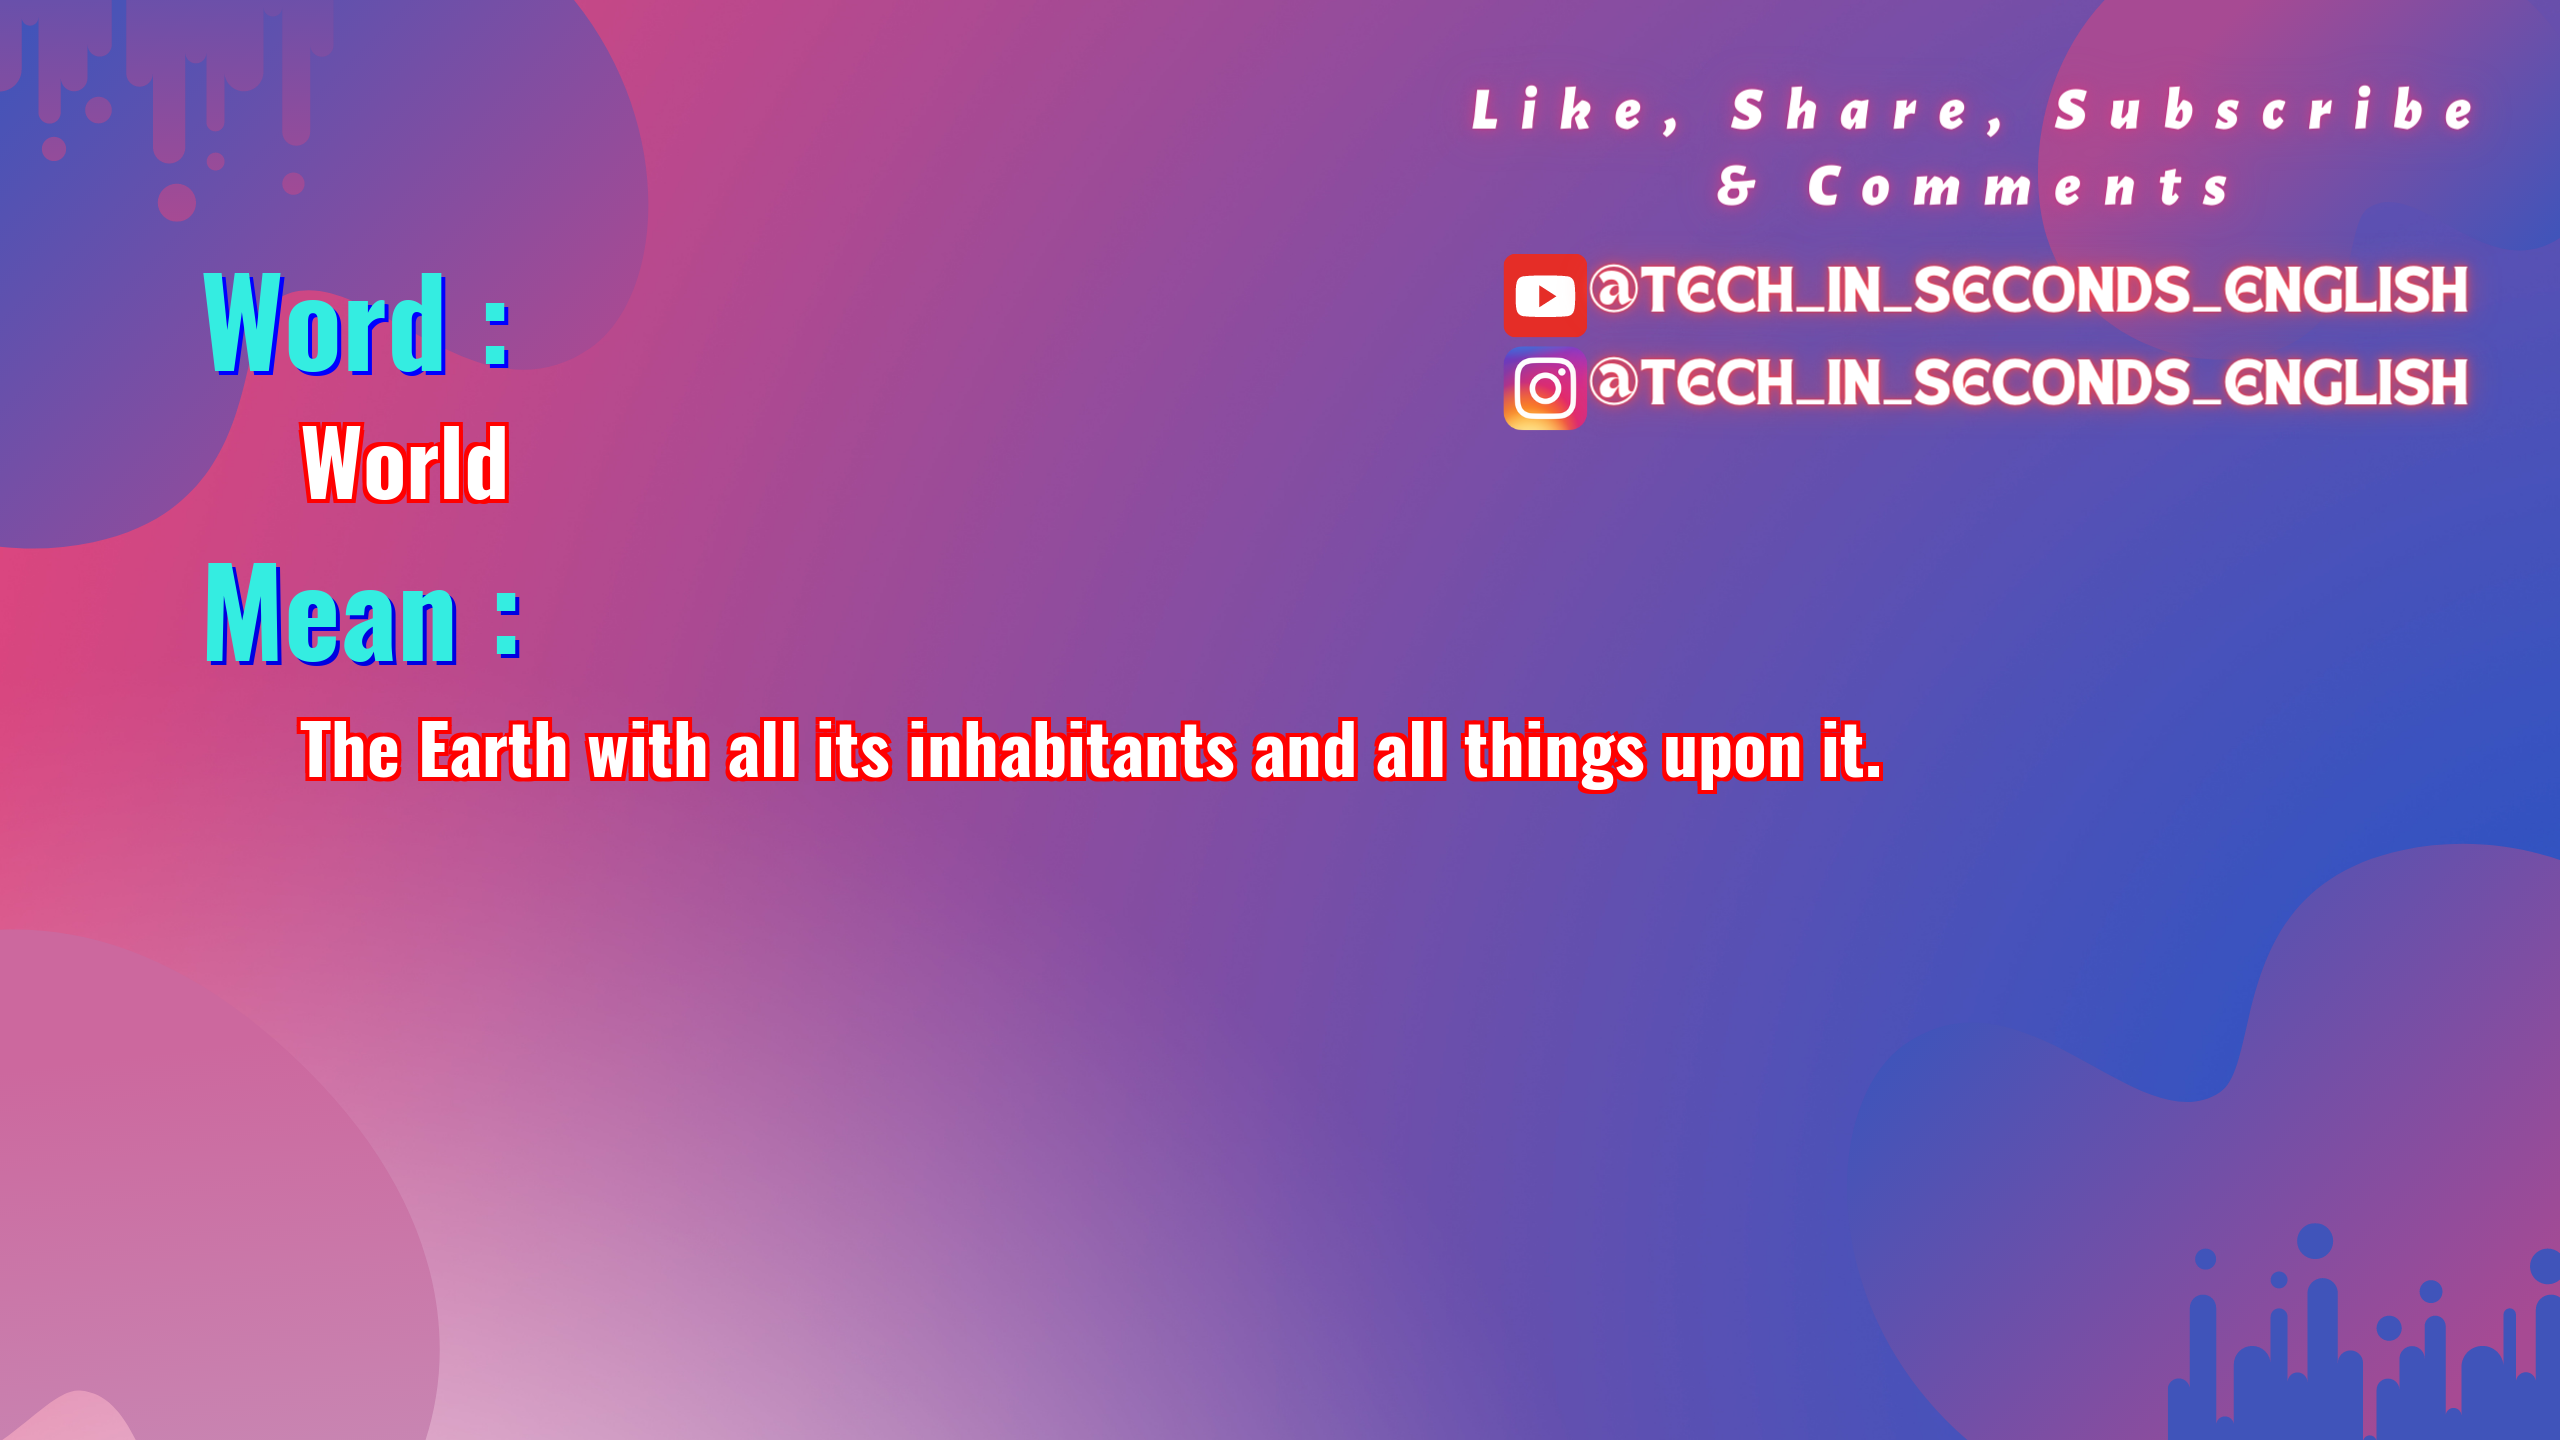 Like, Share, Subscribe
& Comments
@TECH_IN_SECONDS_ENGLISH
@TECH_IN_SECONDS_ENGLISH
Word :
World
Mean :
The Earth with all its inhabitants and all things upon it.